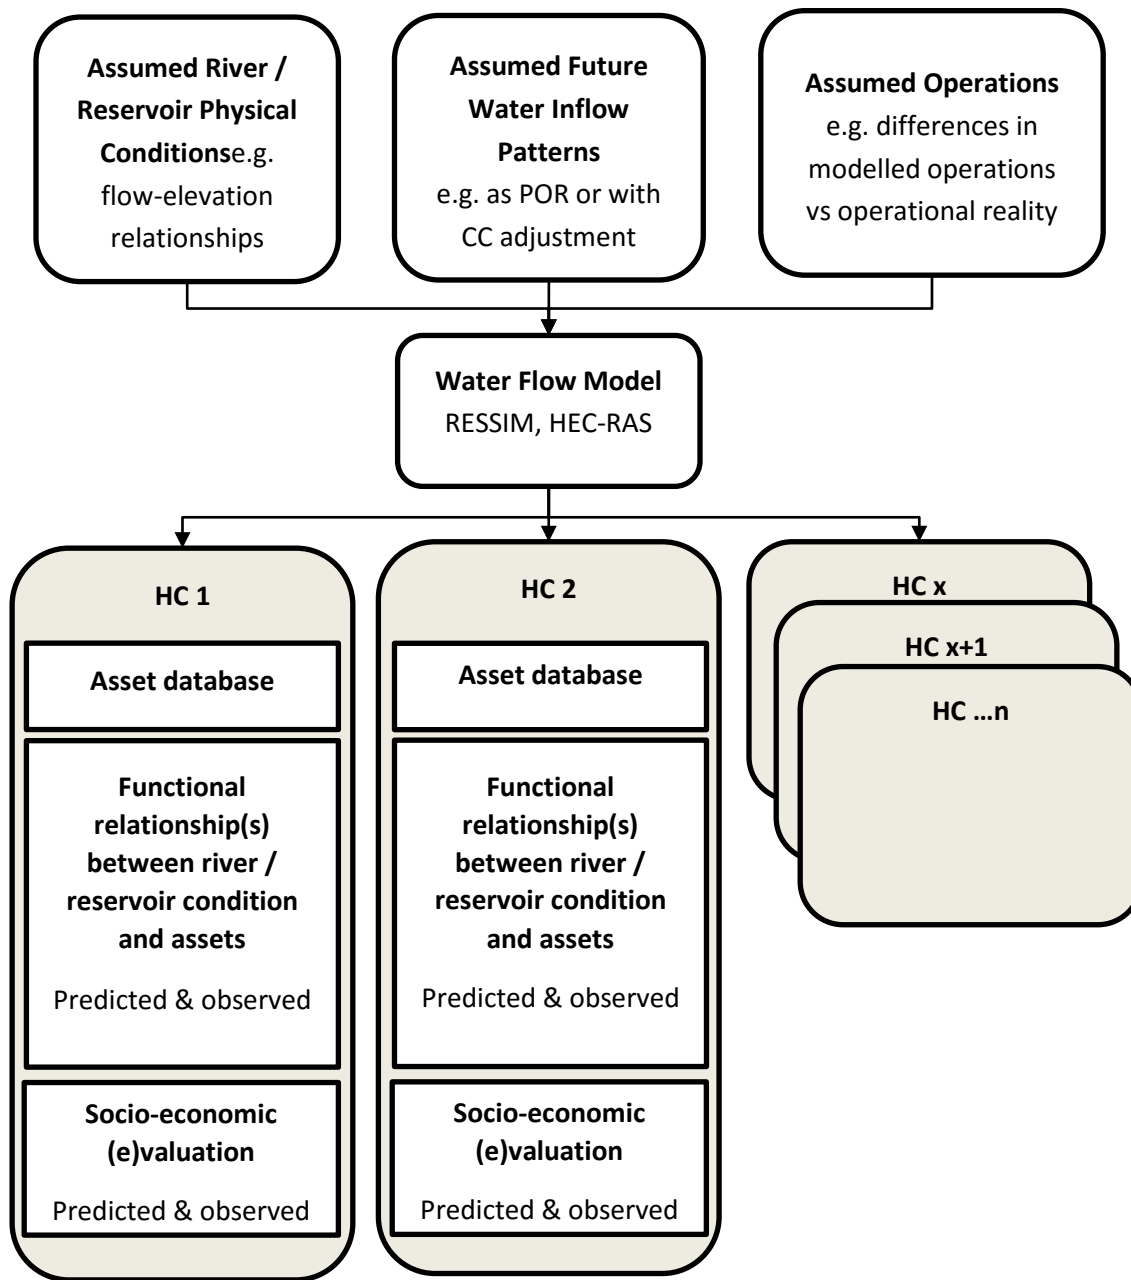 Assumed River /
Reservoir Physical
Conditionse.g.
flow-elevation
relationships
Assumed Future
Water Inflow
Patterns
e.g. as POR or with
CC adjustment
Assumed Operations
e.g. differences in
modelled operations
vs operational reality
Water Flow Model
RESSIM, HEC-RAS
HC 1
Asset database
Functional
relationship(s)
between river /
reservoir condition
and assets
Predicted & observed
Socio-economic
(e)valuation
Predicted & observed
HC 2
Asset database
Functional
relationship(s)
between river /
reservoir condition
and assets
Predicted & observed
Socio-economic
(e)valuation
Predicted & observed
HC x
HC x+1
HC ...n